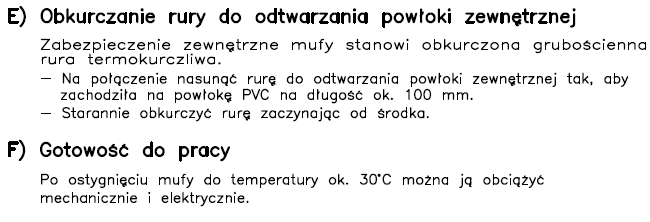 E) Obkurczanie rury do odtwarzania powłoki zewnętrznej
Zabezpieczenie zewnętrzne mufy stanowi obkurczona grubościenna
rura termokurczliwa.
– Na połączenie nasunąć rurę do odtwarzania powłoki zewnętrznej tak, aby
zachodziła na powłokę PVC na długość ok. 100 mm.
– Starannie obkurczyć rurę zaczynając od środka.
F) Gotowość do pracy
Po ostygnięciu mufy do temperatury ok. 30°C można ją obciążyć
mechanicznie i elektrycznie.